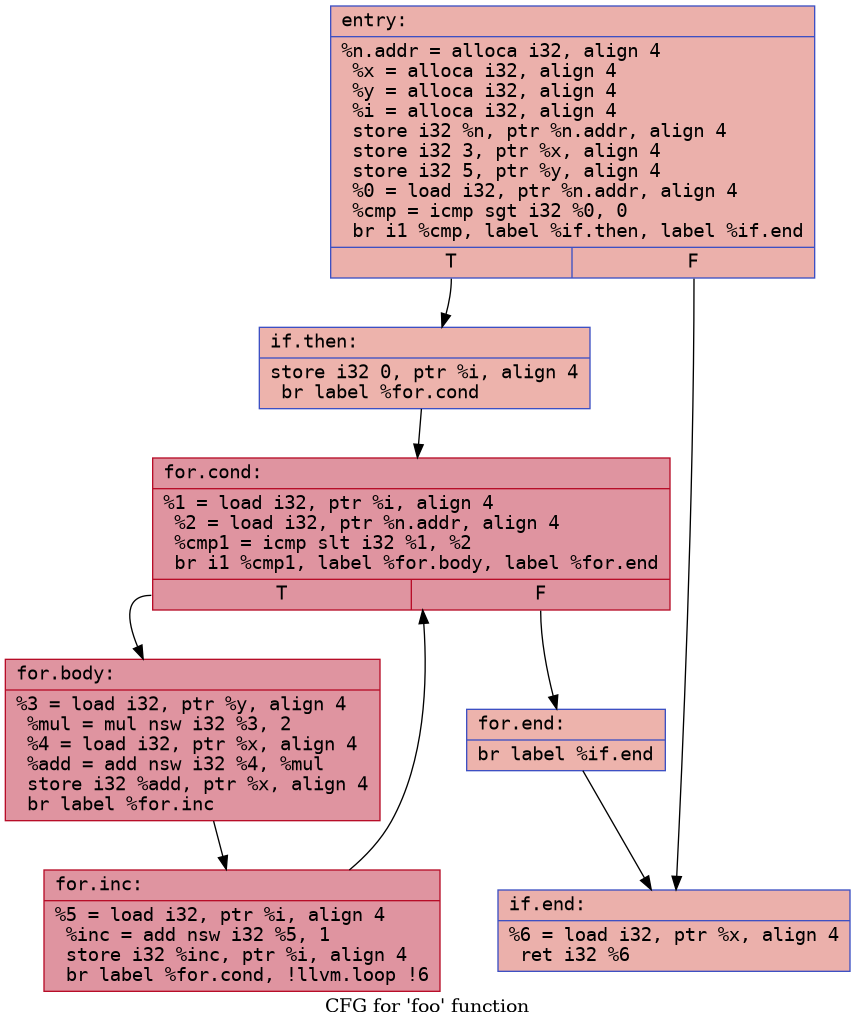 entry:
%n.addr = alloca i32, align 4
%x = alloca i32, align 4
%y = alloca i32, align 4
%i = alloca i32, align 4
store i32 %n, ptr %n.addr, align 4
store i32 3, ptr %x, align 4
store i32 5, ptr %y, align 4
%0 = load i32, ptr %n.addr, align 4
%cmp = icmp sgt i32 %0, 0
br i1 %cmp, label %if.then, label %if.end
T F
if.then:
store i32 0, ptr %i, align 4
br label %for.cond
for.cond:
%1 = load i32, ptr %i, align 4
%2 = load i32, ptr %n.addr, align 4
%cmp1 = icmp slt i32 %1, %2
br i1 %cmp1, label %for.body, label %for.end
T F
for.body:
%3 = load i32, ptr %y, align 4
%mul = mul nsw i32 %3, 2
%4 = load i32, ptr %x, align 4
%add = add nsw i32 %4, %mul
store i32 %add, ptr %x, align 4
br label %for.inc
for.end:
br label %if.end
for.inc:
%5 = load i32, ptr %i, align 4
%inc = add nsw i32 %5, 1
store i32 %inc, ptr %i, align 4
br label %for.cond, !llvm.loop !6
if.end:
%6 = load i32, ptr %x, align 4
ret i32 %6
CFG for 'foo' function